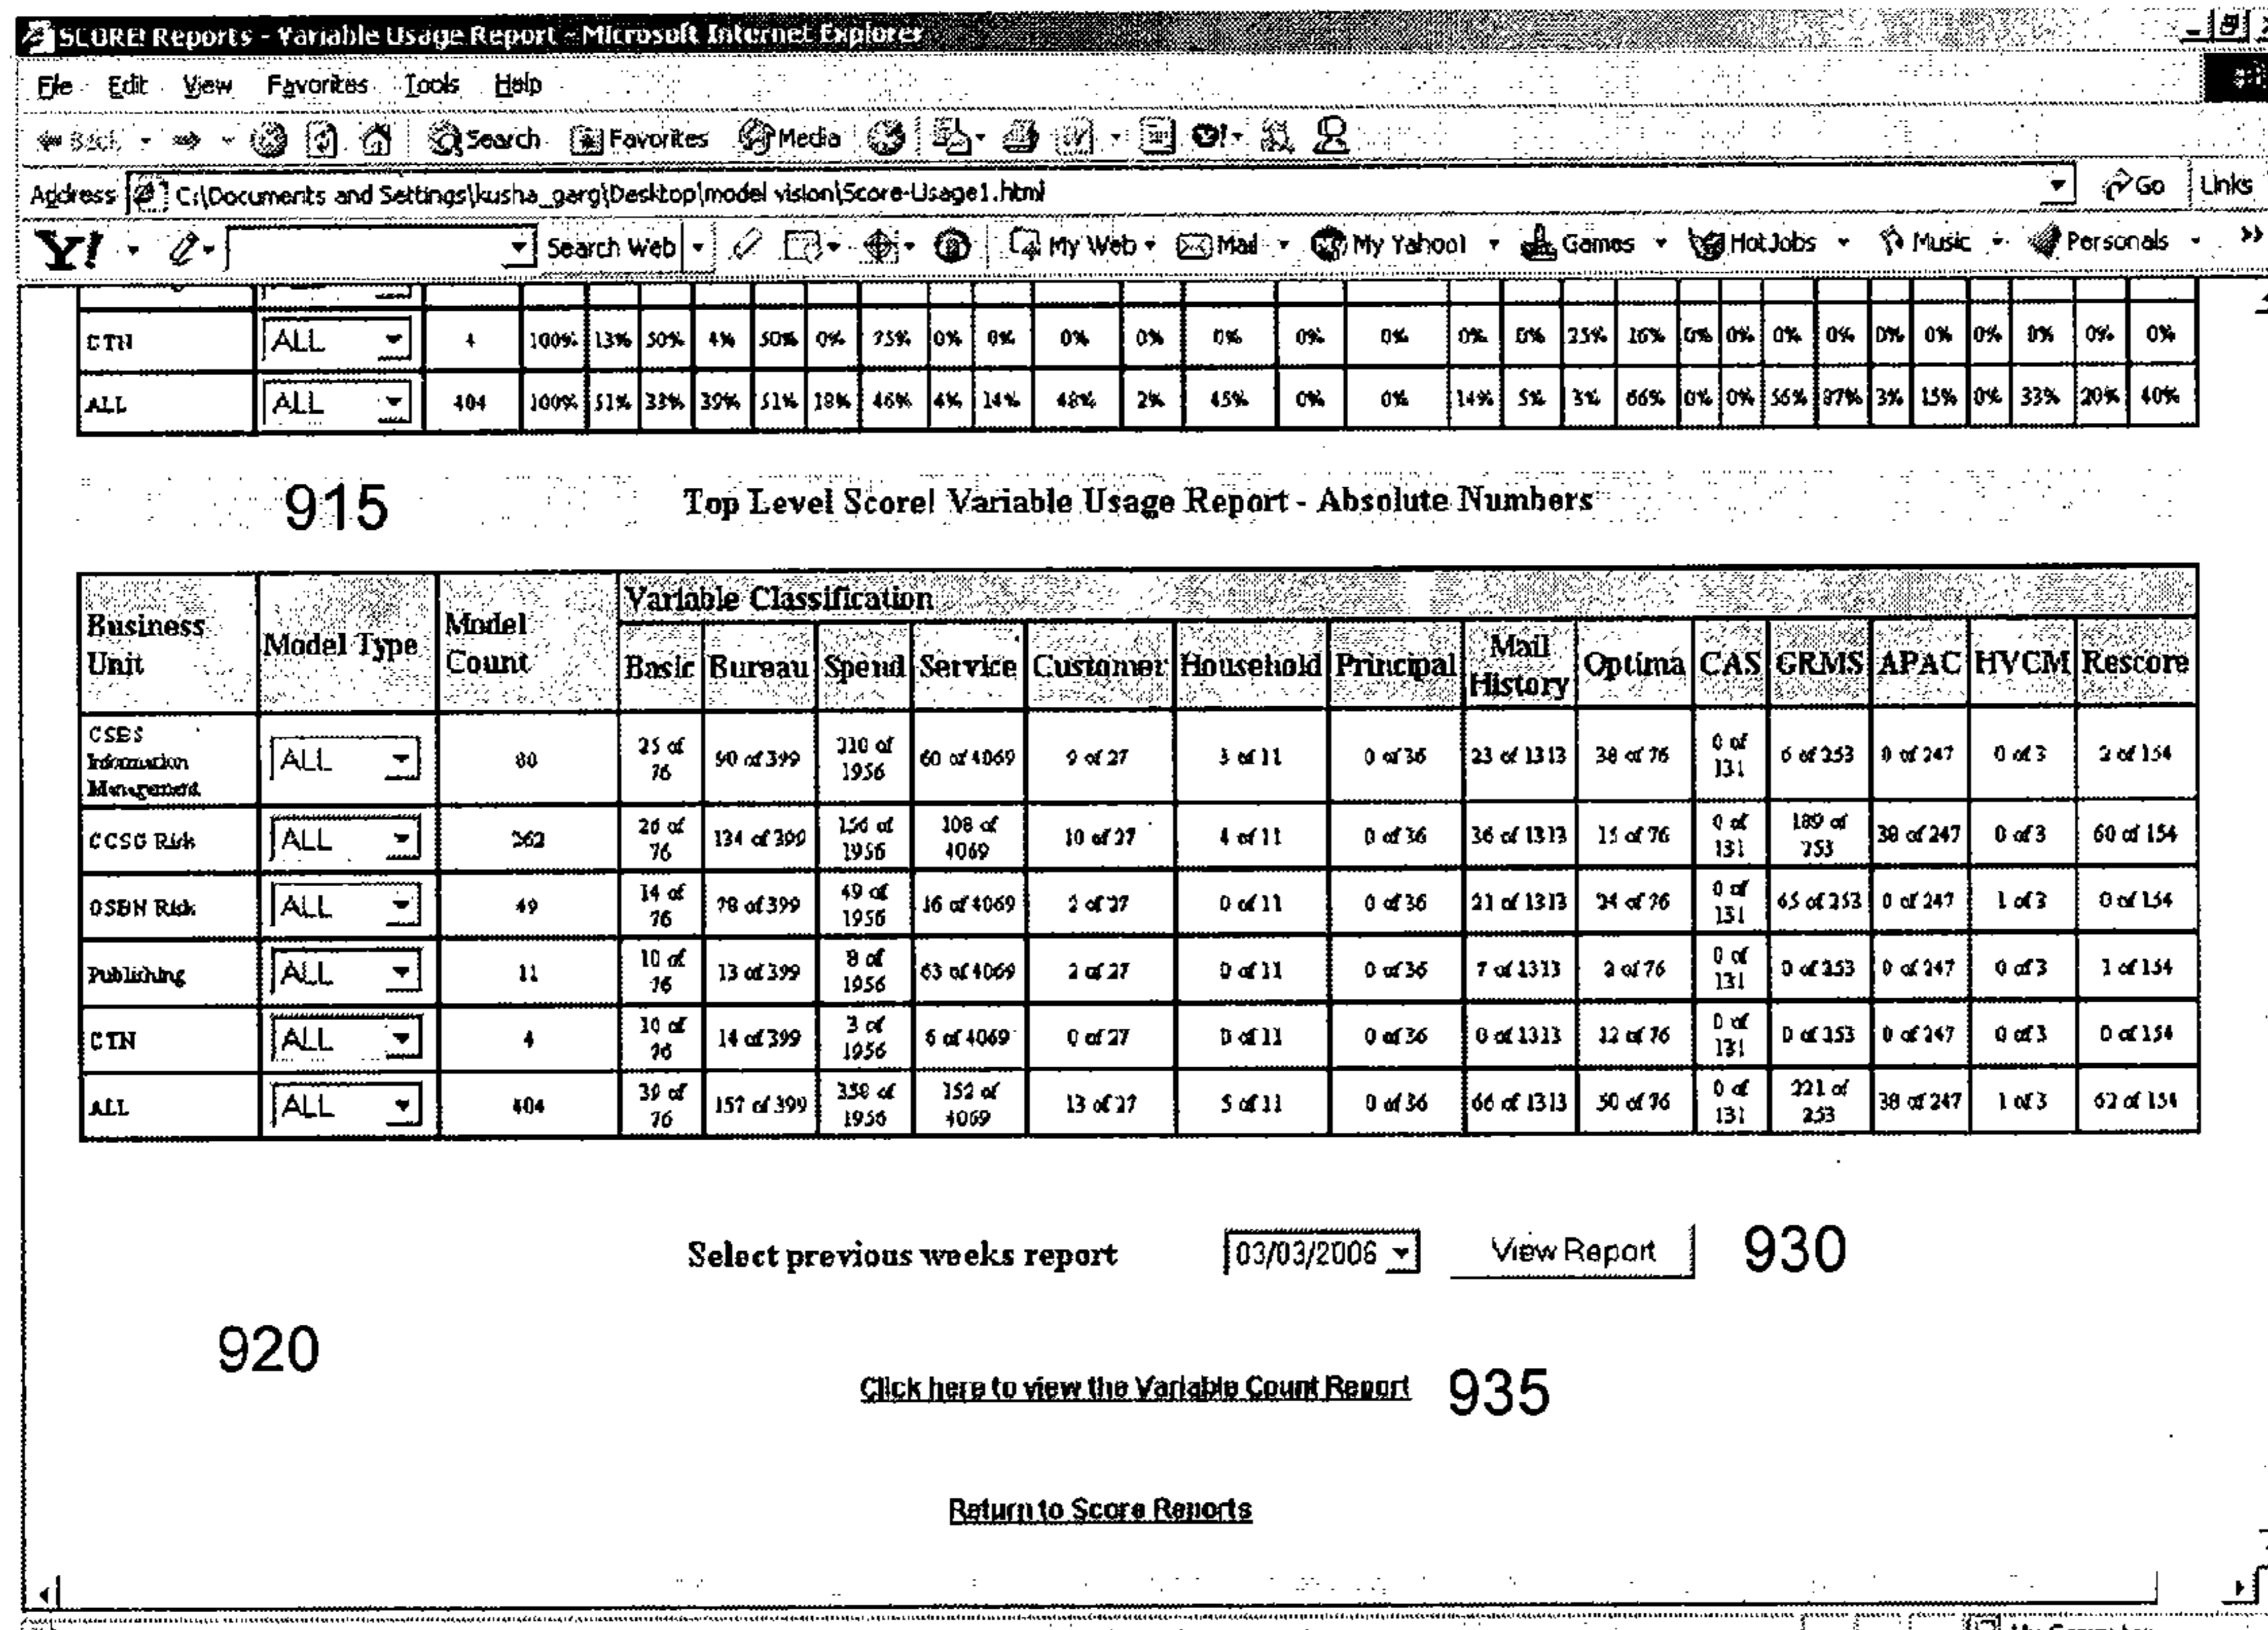 SCORE! Reports - Variable Usage Report - Microsoft Internet Explorer
File Edit View Favorites Tools Help
Back Search Favorites Media
Address C:\Documents and Settings\kusha_garg\Desktop\model vision\Score-Usage1.html Go Links
Y! Search Web My Web Mail My Yahoo! Games HotJobs Music Personals »
CTN ALL 4 100% 13% 50% 4% 50% 0% 25% 0% 0% 0% 0% 0% 0% 0% 0% 0% 25% 16% 0% 0% 0% 0% 0% 0% 0% 0% 0% 0%
ALL ALL 404 100% 51% 33% 39% 51% 18% 46% 4% 14% 48% 2% 45% 0% 0% 14% 5% 3% 66% 0% 0% 56% 87% 3% 15% 0% 33% 20% 40%
915 Top Level Score! Variable Usage Report - Absolute Numbers
Business Unit Model Type Model Count Variable Classification
Basic Bureau Spend Service Customer Household Principal Mail History Optima CAS GRMS APAC HVCM Rescore
CSBS Information Management ALL 80 25 of 76 90 of 399 of 1956 60 of 4069 9 of 27 3 of 11 0 of 36 23 of 1313 38 of 76 0 of 131 6 of 253 0 of 247 0 of 3 2 of 154
CCSG Risk ALL 262 26 of 76 134 of 399 156 of 1956 108 of 4069 10 of 27 4 of 11 0 of 36 36 of 1313 15 of 76 0 of 131 189 of 253 38 of 247 0 of 3 60 of 154
OSBN Risk ALL 49 14 of 76 78 of 399 49 of 1956 16 of 4069 2 of 27 0 of 11 0 of 36 21 of 1313 24 of 76 0 of 131 65 of 253 0 of 247 1 of 3 0 of 154
Publishing ALL 11 10 of 76 13 of 399 8 of 1956 63 of 4069 2 of 27 0 of 11 0 of 36 7 of 1313 2 of 76 0 of 131 0 of 253 0 of 247 0 of 3 1 of 154
CTN ALL 4 10 of 76 14 of 399 3 of 1956 6 of 4069 0 of 27 0 of 11 0 of 36 0 of 1313 12 of 76 0 of 131 0 of 253 0 of 247 0 of 3 0 of 154
ALL ALL 404 39 of 76 157 of 399 358 of 1956 152 of 4069 13 of 27 5 of 11 0 of 36 66 of 1313 50 of 76 0 of 131 221 of 253 38 of 247 1 of 3 62 of 154
Select previous weeks report 03/03/2006 View Report 930
920
Click here to view the Variable Count Report 935
Return to Score Reports